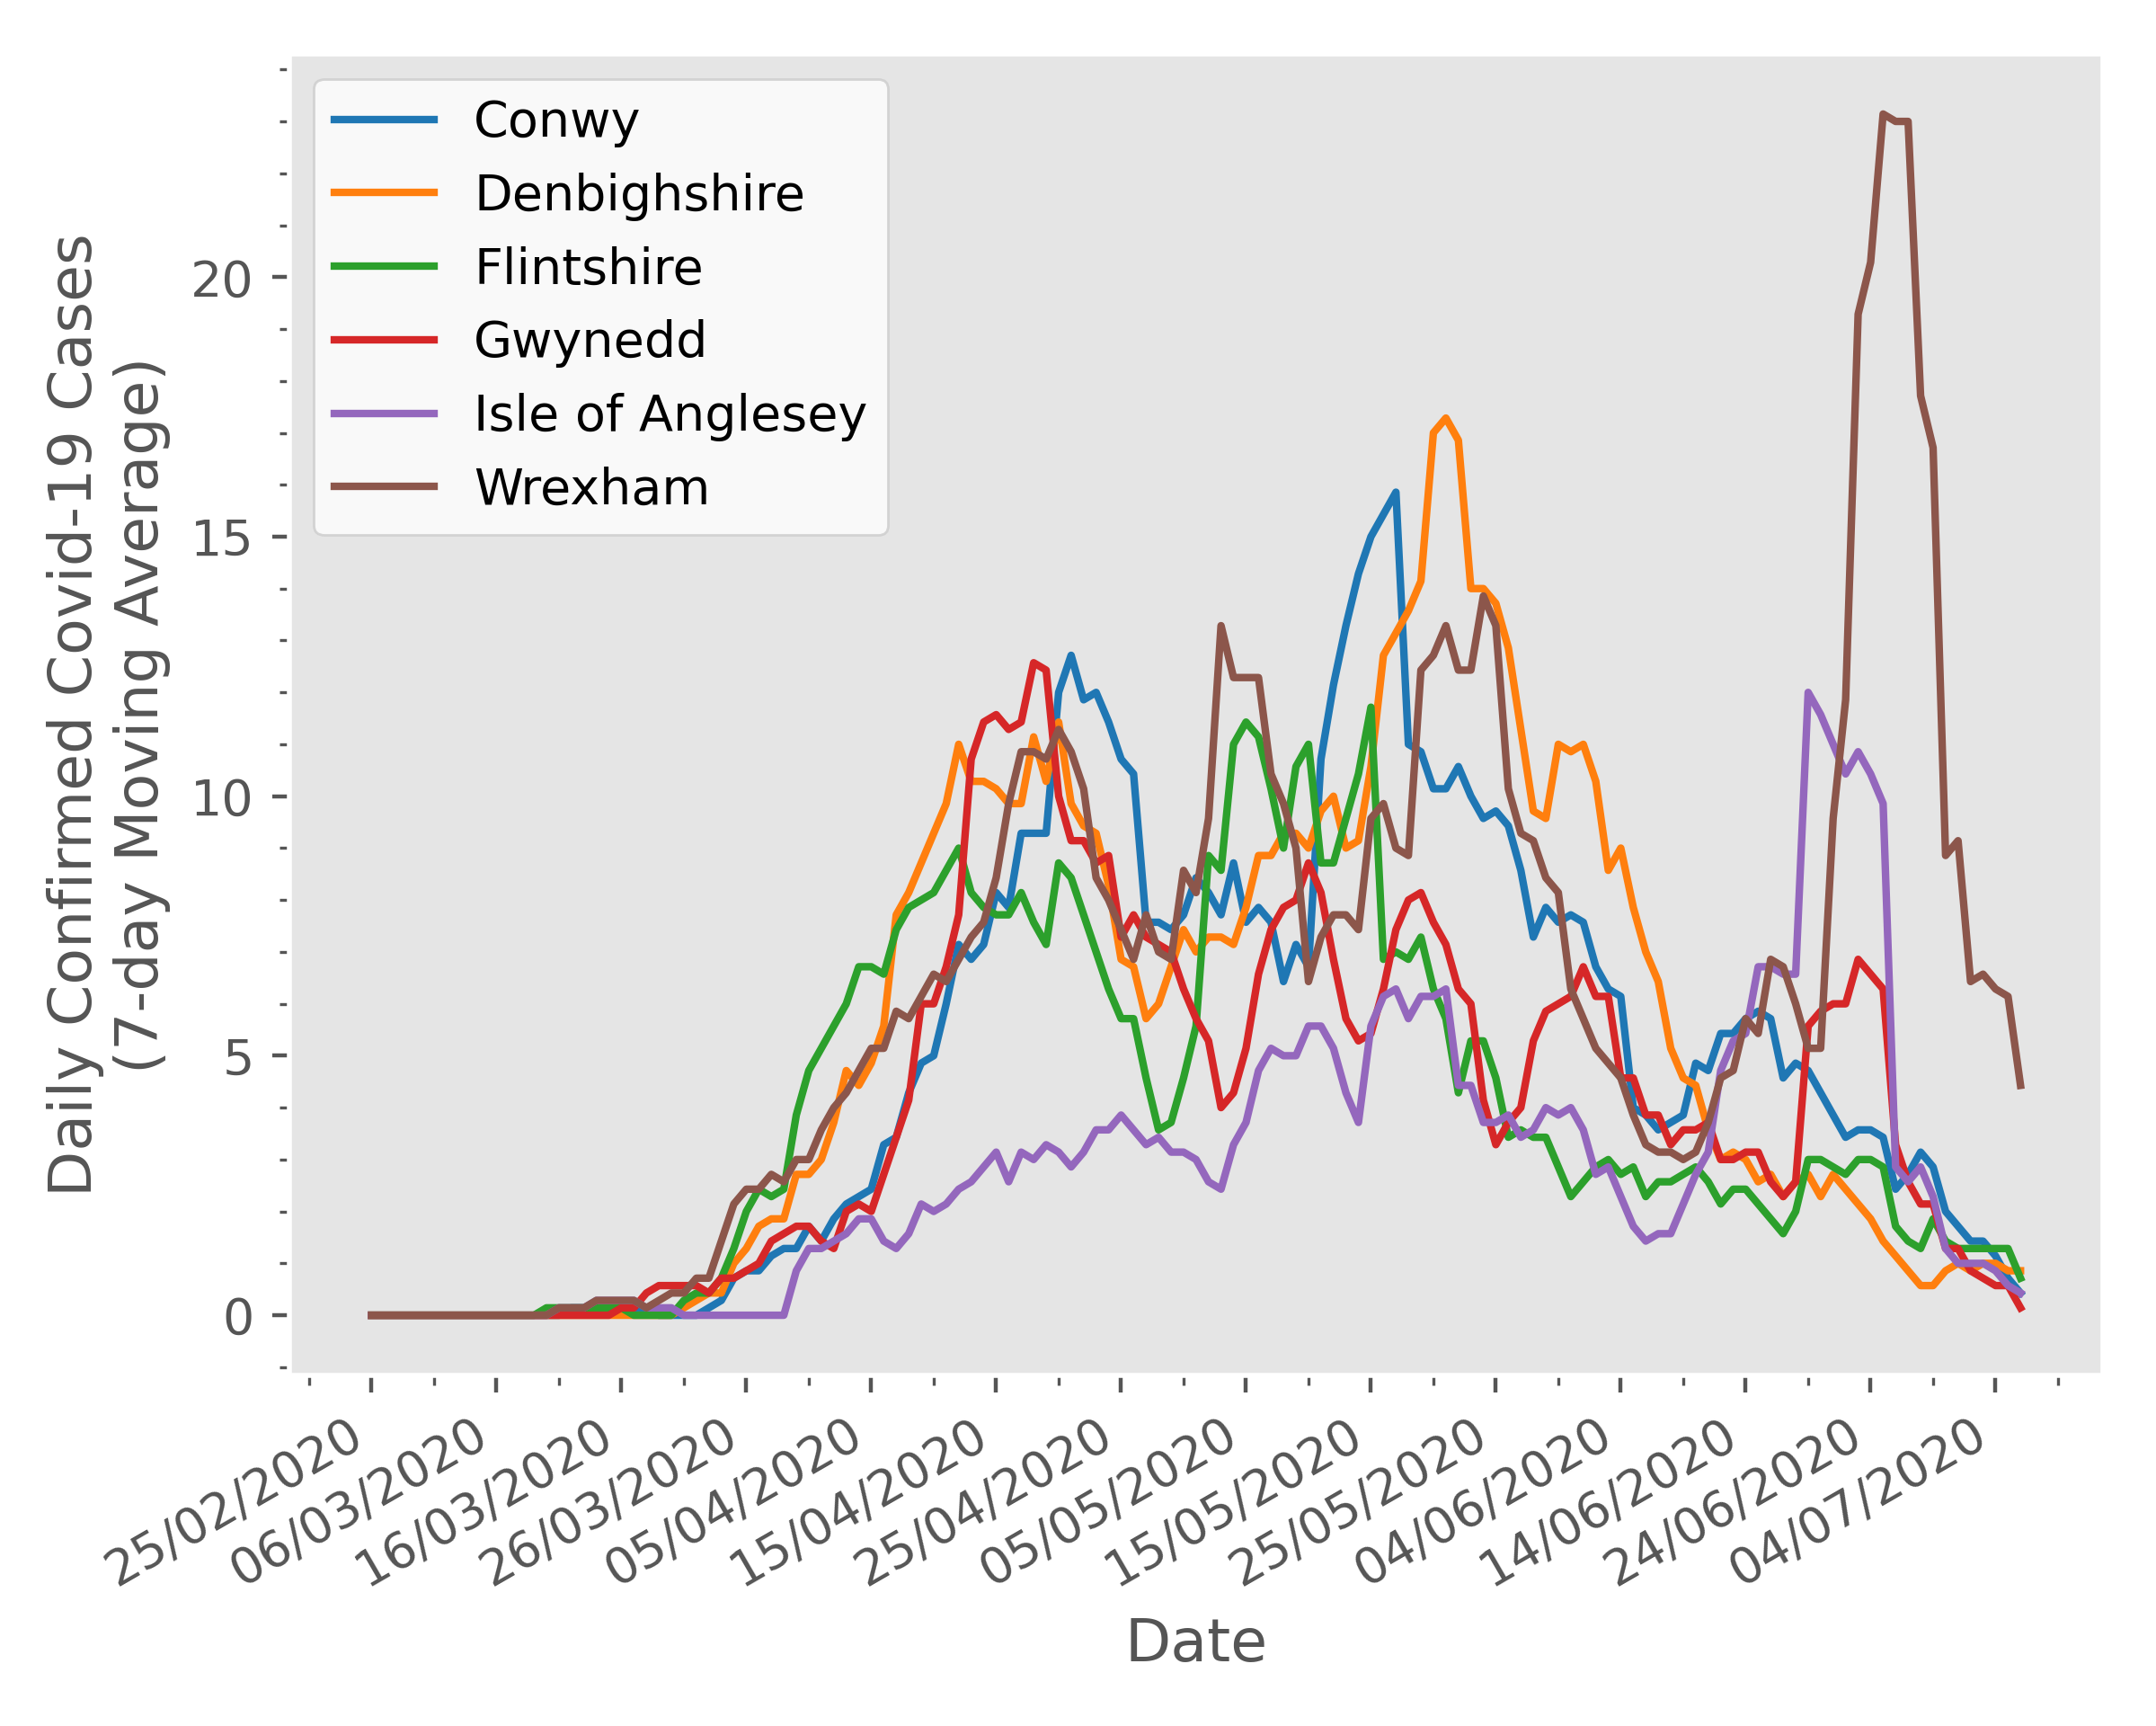 Daily Confirmed Covid-19 Cases
(7-day Moving Average)
Conwy
Denbighshire
Flintshire
Gwynedd
Isle of Anglesey
Wrexham
20
15
10
5
0
25/02/2020
06/03/2020
16/03/2020
26/03/2020
05/04/2020
15/04/2020
25/04/2020
05/05/2020
15/05/2020
25/05/2020
04/06/2020
14/06/2020
24/06/2020
04/07/2020
Date